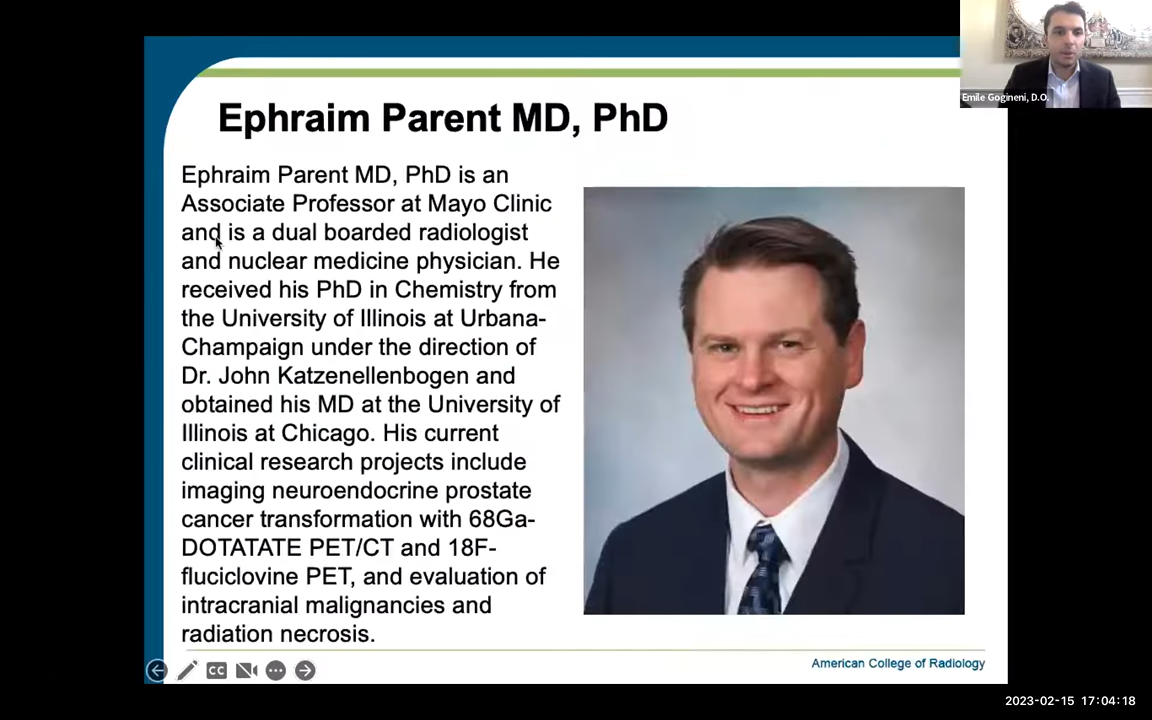 Emile Gogineni, D.O.
Ephraim Parent MD, PhD
Ephraim Parent MD, PhD is an
Associate Professor at Mayo Clinic
and is a dual boarded radiologist
and nuclear medicine physician. He
received his PhD in Chemistry from
the University of Illinois at Urbana-
Champaign under the direction of
Dr. John Katzenellenbogen and
obtained his MD at the University of
Illinois at Chicago. His current
clinical research projects include
imaging neuroendocrine prostate
cancer transformation with 68Ga-
DOTATATE PET/CT and 18F-
fluciclovine PET, and evaluation of
intracranial malignancies and
radiation necrosis.
CC
American College of Radiology
2023-02-15 17:04:18